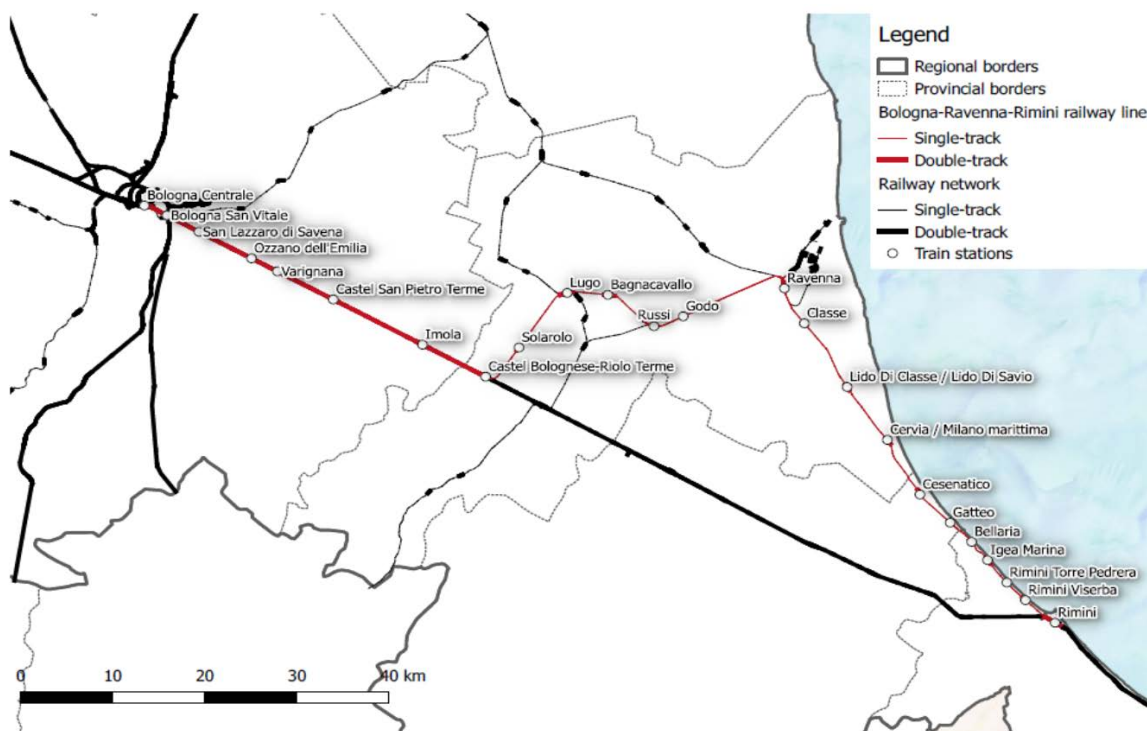 Legend
Regional borders
Provincial borders
Bologna-Ravenna-Rimini railway line
Single-track
Double-track
Railway network
Single-track
Double-track
Train stations
Bologna Centrale
Bologna San Vitale
San Lazzaro di Savena
Ozzano dell'Emilia
Varignana
Castel San Pietro Terme
Imola
Castel Bolognese-Riolo Terme
Solarolo
Lugo
Bagnacavallo
Russi
Godo
Ravenna
Classe
Lido Di Classe / Lido Di Savio
Cervia / Milano marittima
Cesenatico
Gatteo
Bellaria
Igea Marina
Rimini Torre Pedrera
Rimini Viserba
Rimini
0 10 20 30 40 km